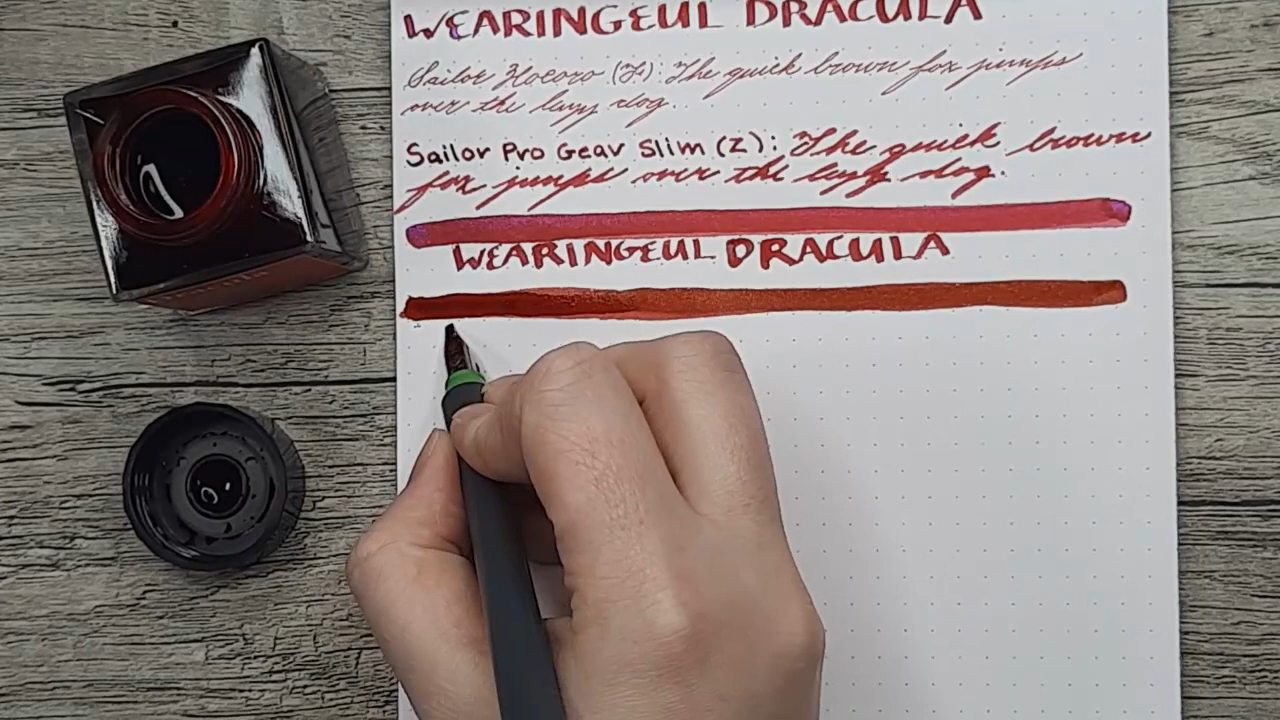 WEARINGEUL DRACULA
Sailor Hocoro (F): The quick brown fox jumps
over the lazy dog.
Sailor Pro Gear Slim (Z): The quick brown
fox jumps over the lazy dog.
WEARINGEUL DRACULA